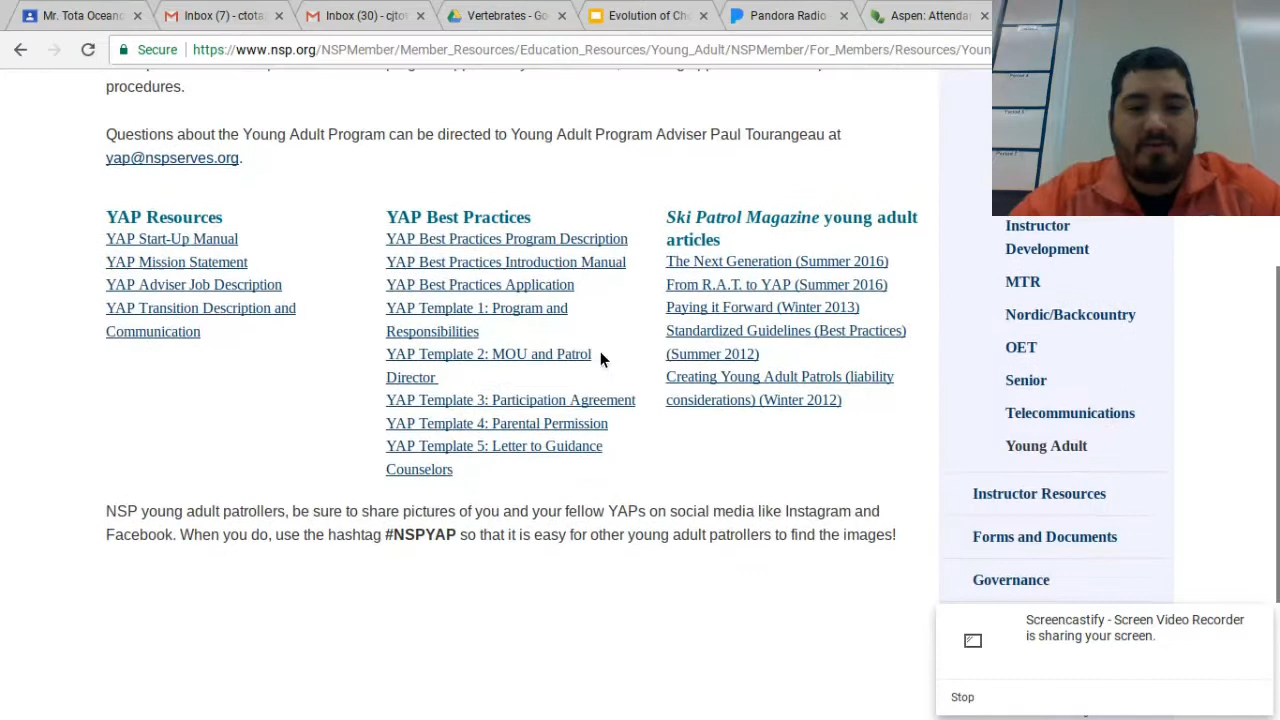 Mr. Tota Oceano
Inbox (7) - ctota
Inbox (30) - cjtow
Vertebrates - Go
Evolution of Cho
Pandora Radio
Aspen: Attendan
Secure
https://www.nsp.org/NSPMember/Member_Resources/Education_Resources/Young_Adult/NSPMember/For_Members/Resources/Youn
procedures.
Questions about the Young Adult Program can be directed to Young Adult Program Adviser Paul Tourangeau at
yap@nspserves.org.
YAP Resources
YAP Start-Up Manual
YAP Mission Statement
YAP Adviser Job Description
YAP Transition Description and
Communication
YAP Best Practices
YAP Best Practices Program Description
YAP Best Practices Introduction Manual
YAP Best Practices Application
YAP Template 1: Program and
Responsibilities
YAP Template 2: MOU and Patrol
Director
YAP Template 3: Participation Agreement
YAP Template 4: Parental Permission
YAP Template 5: Letter to Guidance
Counselors
Ski Patrol Magazine young adult
articles
The Next Generation (Summer 2016)
From R.A.T. to YAP (Summer 2016)
Paying it Forward (Winter 2013)
Standardized Guidelines (Best Practices)
(Summer 2012)
Creating Young Adult Patrols (liability
considerations) (Winter 2012)
NSP young adult patrollers, be sure to share pictures of you and your fellow YAPs on social media like Instagram and
Facebook. When you do, use the hashtag #NSPYAP so that it is easy for other young adult patrollers to find the images!
Instructor
Development
MTR
Nordic/Backcountry
OET
Senior
Telecommunications
Young Adult
Instructor Resources
Forms and Documents
Governance
Screencastify - Screen Video Recorder
is sharing your screen.
Stop